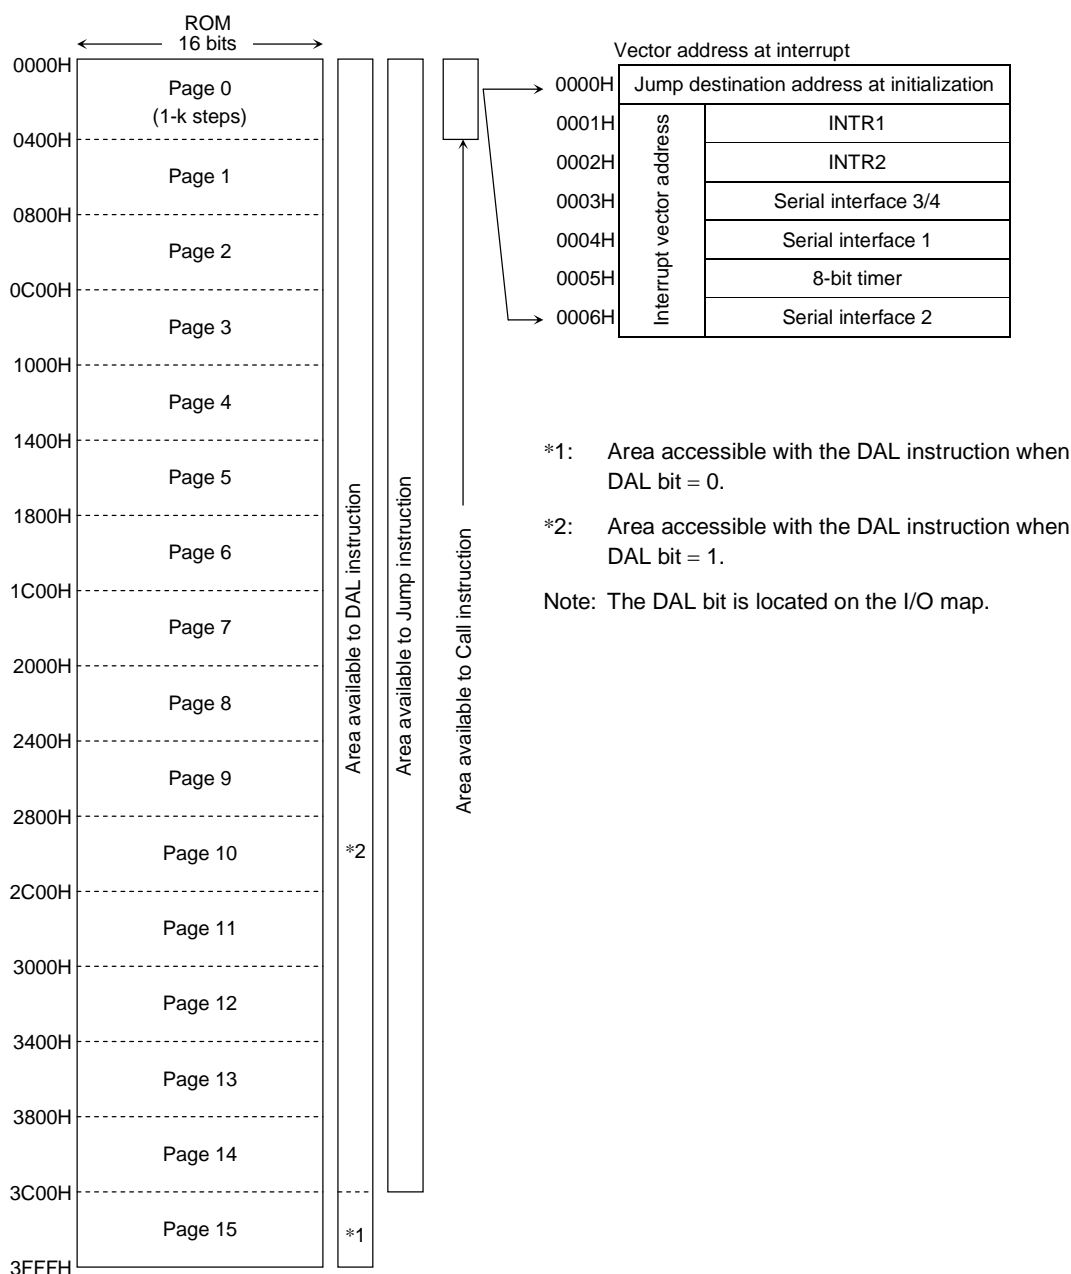 ROM
16 bits
0000H
Page 0
(1-k steps)
0400H
Page 1
0800H
Page 2
0C00H
Page 3
1000H
Page 4
1400H
Page 5
1800H
Page 6
1C00H
Page 7
2000H
Page 8
2400H
Page 9
2800H
Page 10
2C00H
Page 11
3000H
Page 12
3400H
Page 13
3800H
Page 14
3C00H
Page 15
3FFFH
Area available to DAL instruction
*2
*1
Area available to Jump instruction
Area available to Call instruction
Vector address at interrupt
0000H Jump destination address at initialization
Interrupt vector address
0001H INTR1
0002H INTR2
0003H Serial interface 3/4
0004H Serial interface 1
0005H 8-bit timer
0006H Serial interface 2
*1: Area accessible with the DAL instruction when
DAL bit = 0.
*2: Area accessible with the DAL instruction when
DAL bit = 1.
Note: The DAL bit is located on the I/O map.